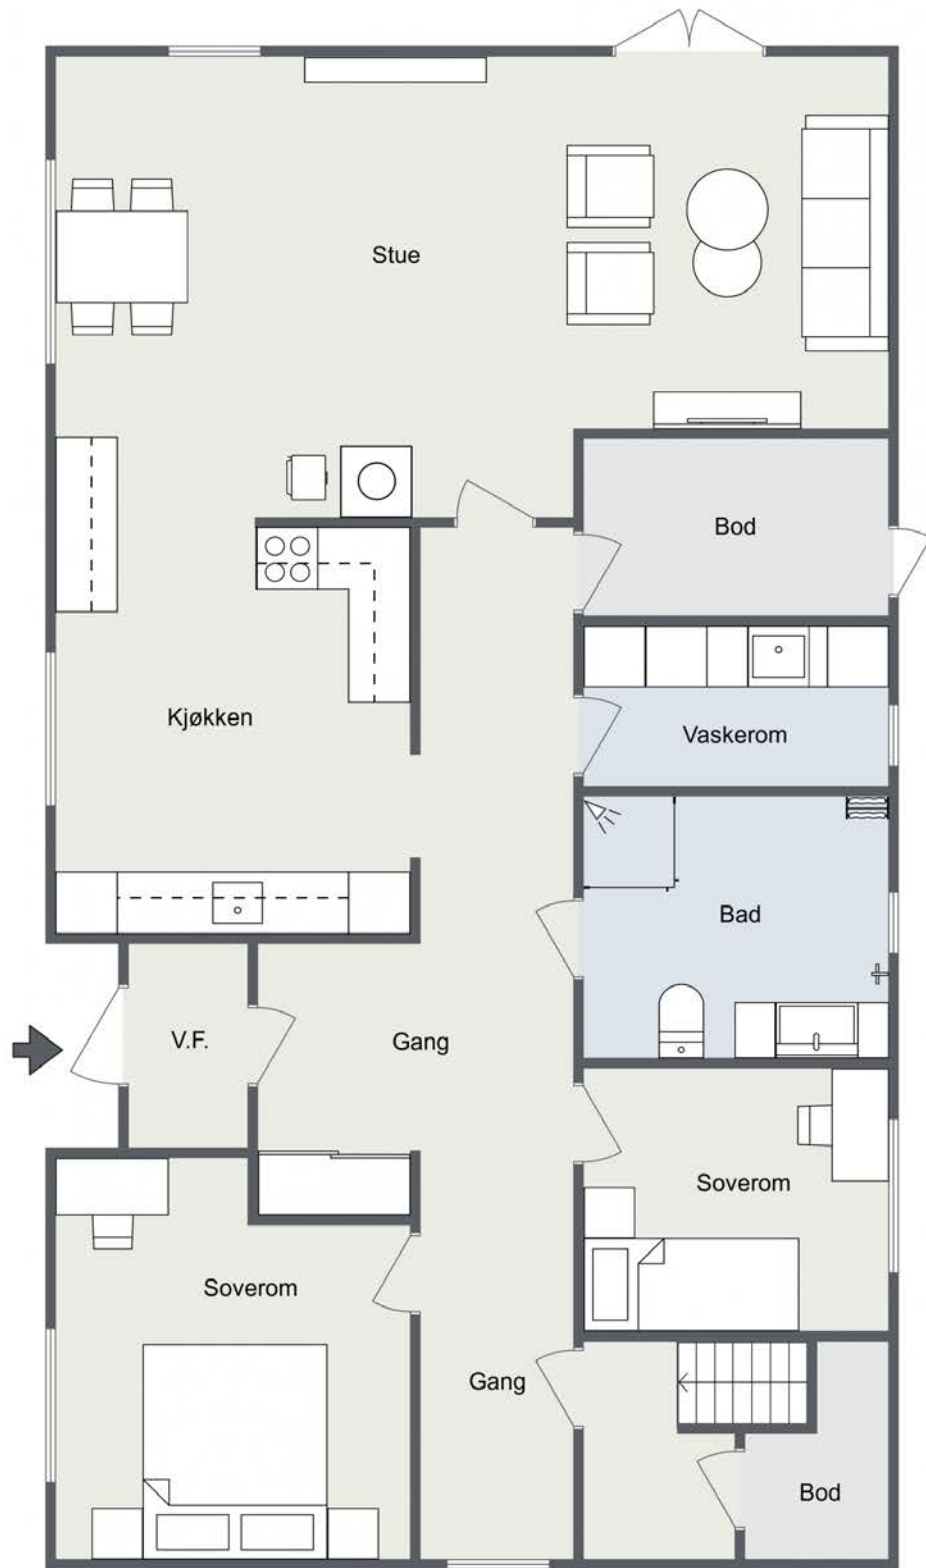 Stue
Bod
Kjøkken
Vaskerom
Bad
V.F.
Gang
Soverom
Soverom
Gang
Bod